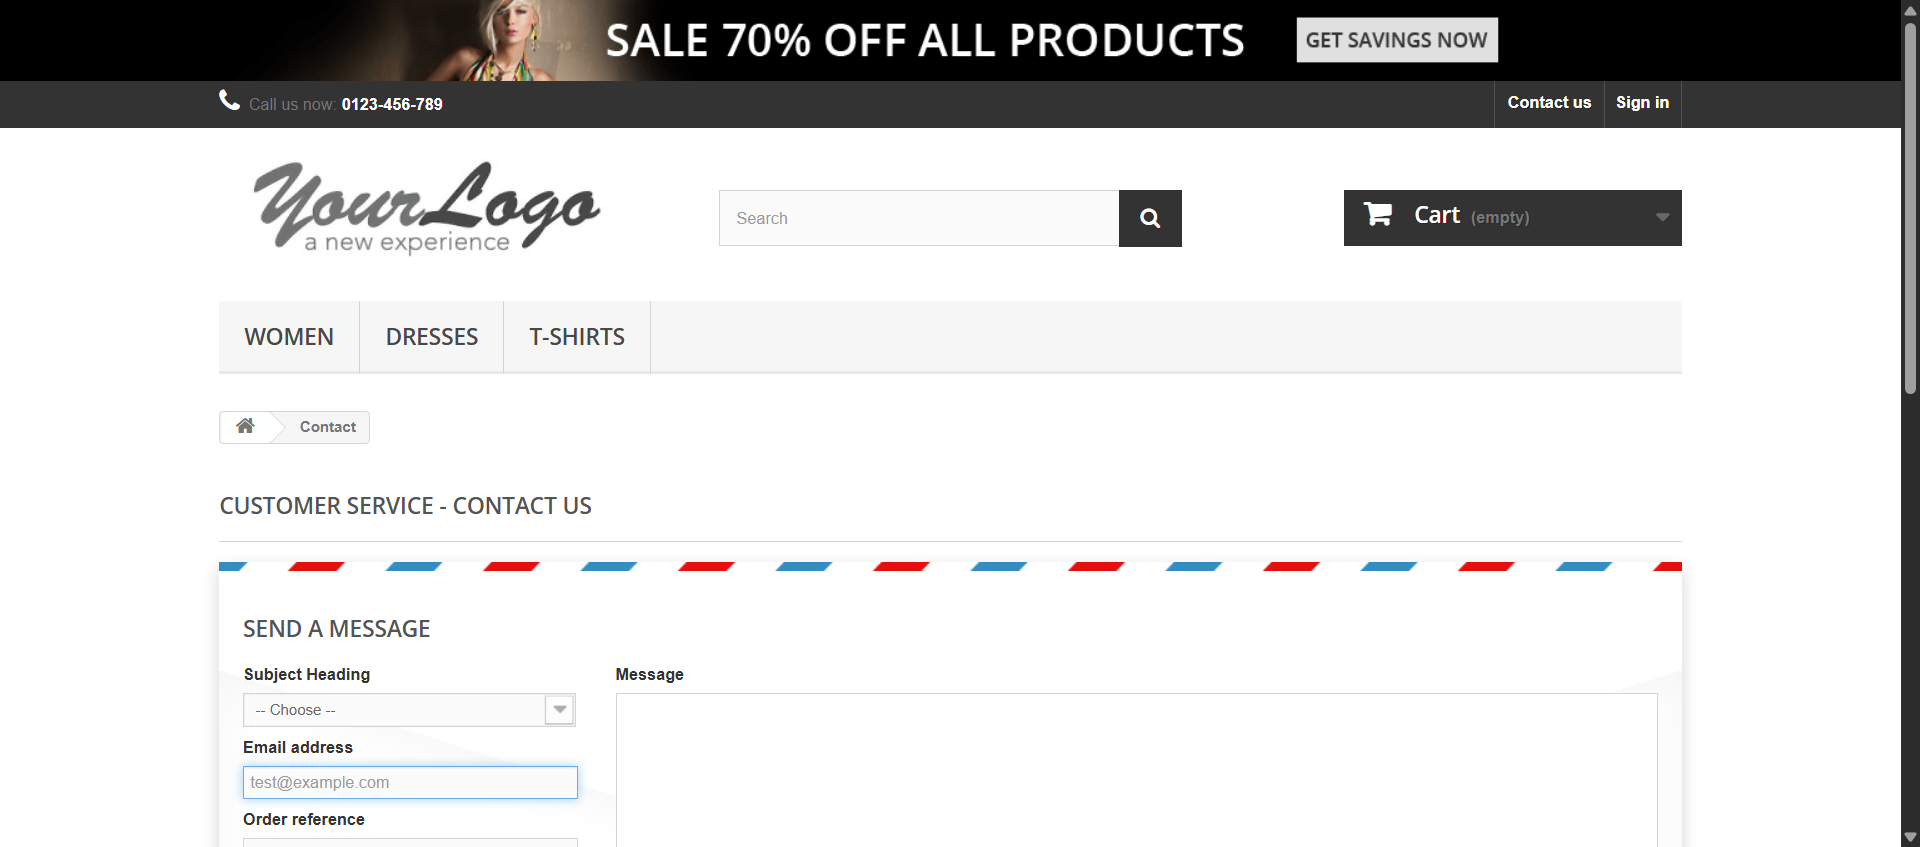 SALE 70% OFF ALL PRODUCTS
GET SAVINGS NOW
Call us now: 0123-456-789
Contact us
Sign in
YourLogo
a new experience
Search
Cart (empty)
WOMEN
DRESSES
T-SHIRTS
Contact
CUSTOMER SERVICE - CONTACT US
SEND A MESSAGE
Subject Heading
Message
-- Choose --
Email address
test@example.com
Order reference